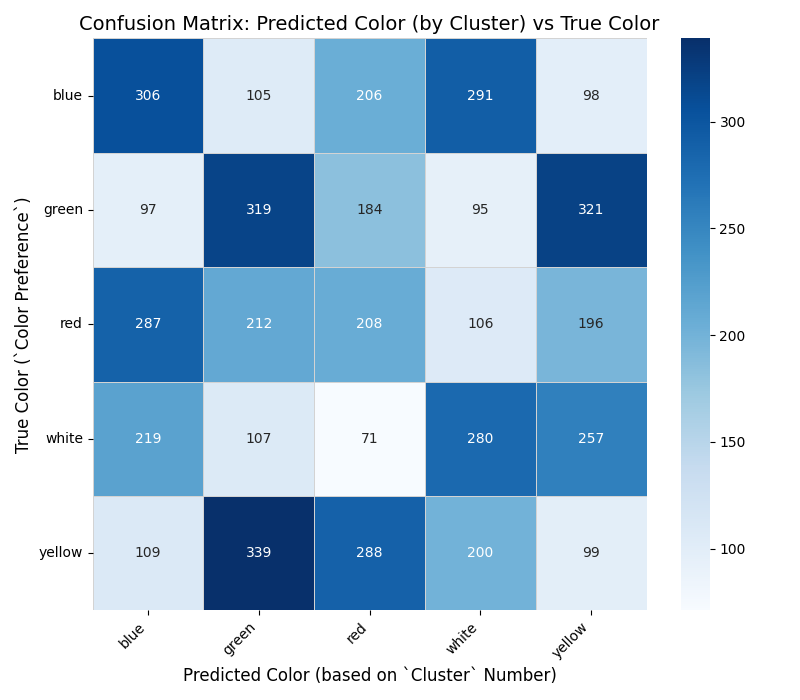 Confusion Matrix: Predicted Color (by Cluster) vs True Color
True Color (`Color Preference`)
blue 306 105 206 291 98
green 97 319 184 95 321
red 287 212 208 106 196
white 219 107 71 280 257
yellow 109 339 288 200 99
blue green red white yellow
Predicted Color (based on `Cluster` Number)
300
250
200
150
100